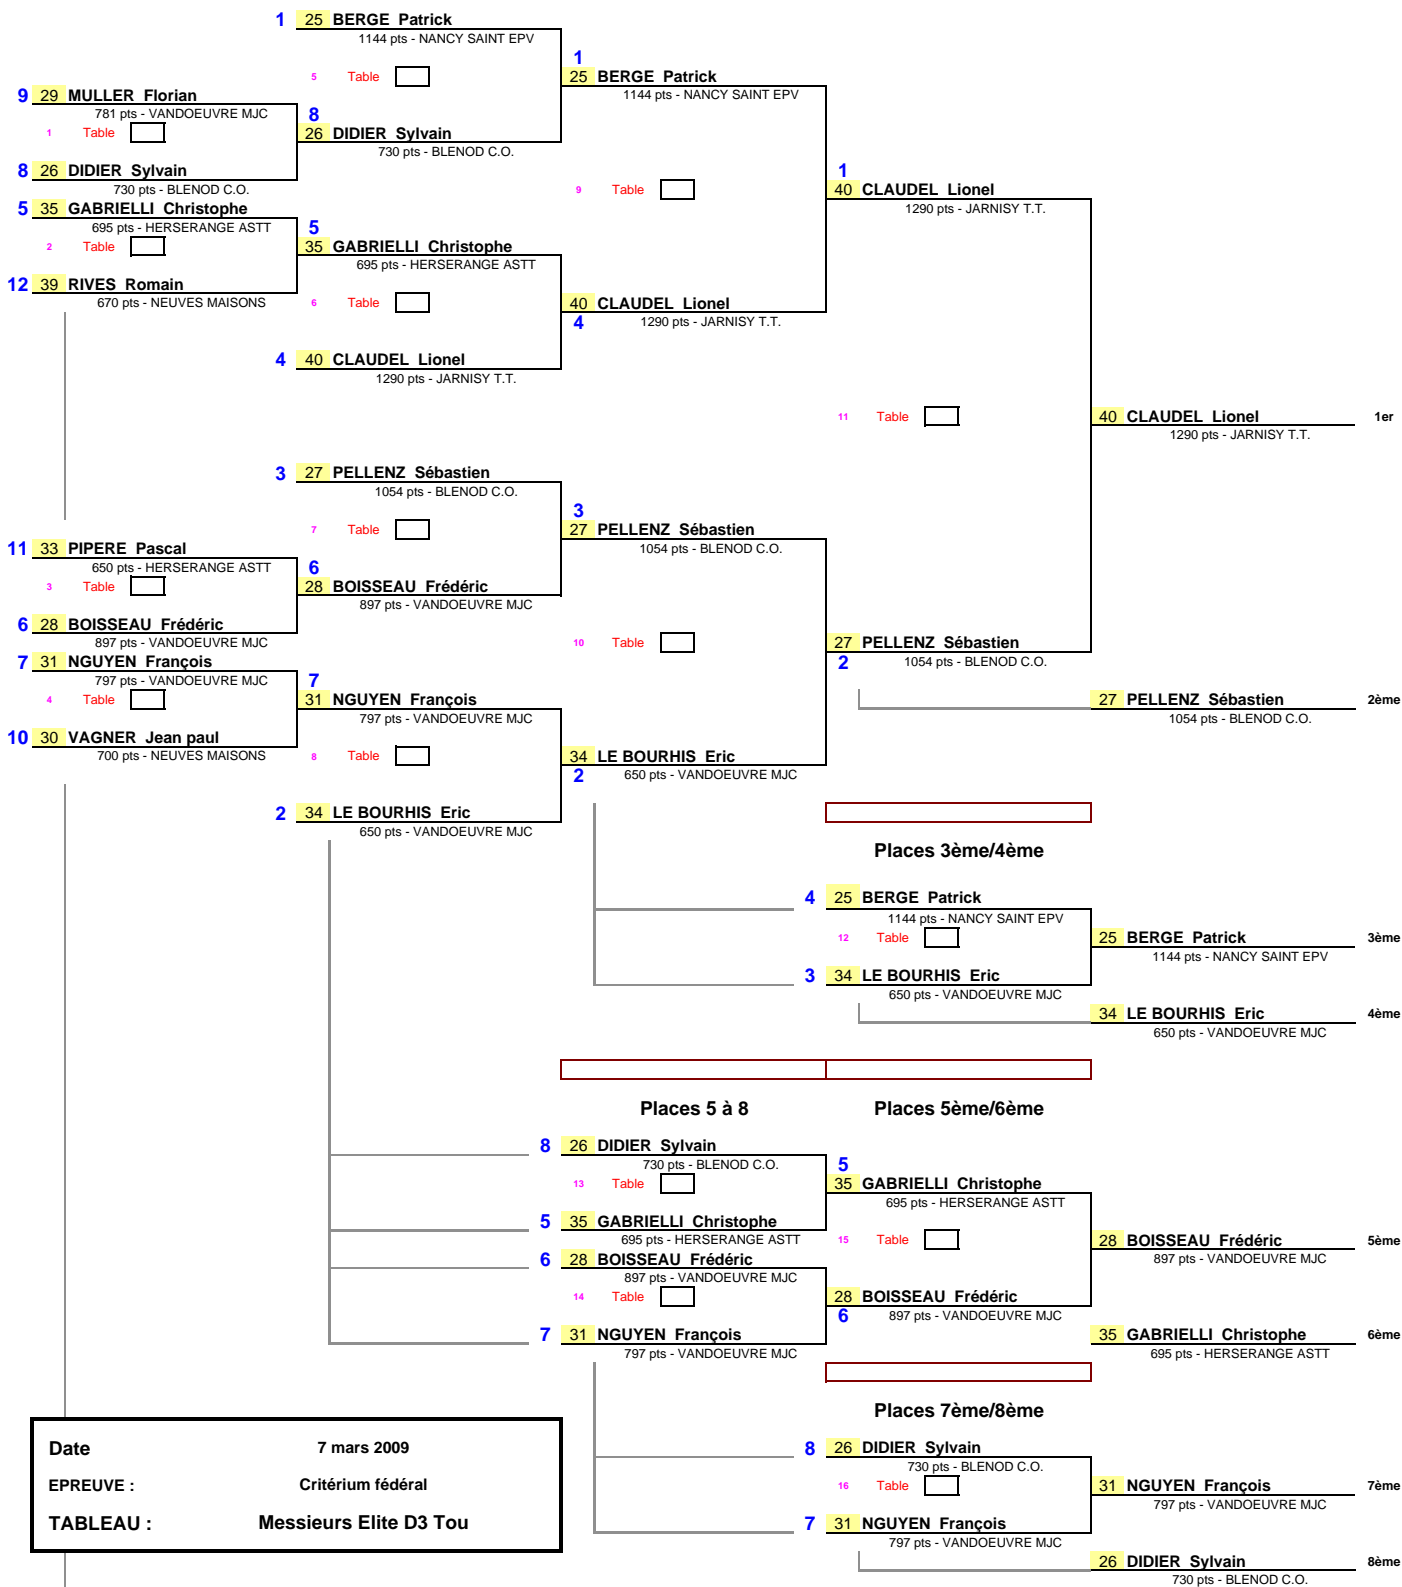 1 25 BERGE Patrick
1144 pts - NANCY SAINT EPV
5 Table
1
25 BERGE Patrick
1144 pts - NANCY SAINT EPV
9 29 MULLER Florian
781 pts - VANDOEUVRE MJC
1 Table
8
26 DIDIER Sylvain
730 pts - BLENOD C.O.
8 26 DIDIER Sylvain
730 pts - BLENOD C.O.
9 Table
1
40 CLAUDEL Lionel
1290 pts - JARNISY T.T.
5 35 GABRIELLI Christophe
695 pts - HERSERANGE ASTT
2 Table
5
35 GABRIELLI Christophe
695 pts - HERSERANGE ASTT
12 39 RIVES Romain
670 pts - NEUVES MAISONS
6 Table
40 CLAUDEL Lionel
4 1290 pts - JARNISY T.T.
4 40 CLAUDEL Lionel
1290 pts - JARNISY T.T.
11 Table
40 CLAUDEL Lionel 1er
1290 pts - JARNISY T.T.
3 27 PELLENZ Sébastien
1054 pts - BLENOD C.O.
7 Table
3
27 PELLENZ Sébastien
1054 pts - BLENOD C.O.
11 33 PIPERE Pascal
650 pts - HERSERANGE ASTT
3 Table
6
28 BOISSEAU Frédéric
897 pts - VANDOEUVRE MJC
6 28 BOISSEAU Frédéric
897 pts - VANDOEUVRE MJC
10 Table
27 PELLENZ Sébastien
2 1054 pts - BLENOD C.O.
7 31 NGUYEN François
797 pts - VANDOEUVRE MJC
4 Table
7
31 NGUYEN François
797 pts - VANDOEUVRE MJC
27 PELLENZ Sébastien 2ème
1054 pts - BLENOD C.O.
10 30 VAGNER Jean paul
700 pts - NEUVES MAISONS
8 Table
34 LE BOURHIS Eric
2 650 pts - VANDOEUVRE MJC
2 34 LE BOURHIS Eric
650 pts - VANDOEUVRE MJC
Places 3ème/4ème
4 25 BERGE Patrick
1144 pts - NANCY SAINT EPV
12 Table
25 BERGE Patrick 3ème
1144 pts - NANCY SAINT EPV
3 34 LE BOURHIS Eric
650 pts - VANDOEUVRE MJC
34 LE BOURHIS Eric 4ème
650 pts - VANDOEUVRE MJC
Places 5 à 8 Places 5ème/6ème
8 26 DIDIER Sylvain
730 pts - BLENOD C.O.
13 Table
5
35 GABRIELLI Christophe
695 pts - HERSERANGE ASTT
5 35 GABRIELLI Christophe
695 pts - HERSERANGE ASTT
15 Table
28 BOISSEAU Frédéric 5ème
897 pts - VANDOEUVRE MJC
6 28 BOISSEAU Frédéric
897 pts - VANDOEUVRE MJC
14 Table
28 BOISSEAU Frédéric
6 897 pts - VANDOEUVRE MJC
7 31 NGUYEN François
797 pts - VANDOEUVRE MJC
35 GABRIELLI Christophe 6ème
695 pts - HERSERANGE ASTT
Places 7ème/8ème
8 26 DIDIER Sylvain
730 pts - BLENOD C.O.
16 Table
31 NGUYEN François 7ème
797 pts - VANDOEUVRE MJC
7 31 NGUYEN François
797 pts - VANDOEUVRE MJC
26 DIDIER Sylvain 8ème
730 pts - BLENOD C.O.
Date 7 mars 2009
EPREUVE : Critérium fédéral
TABLEAU : Messieurs Elite D3 Tou